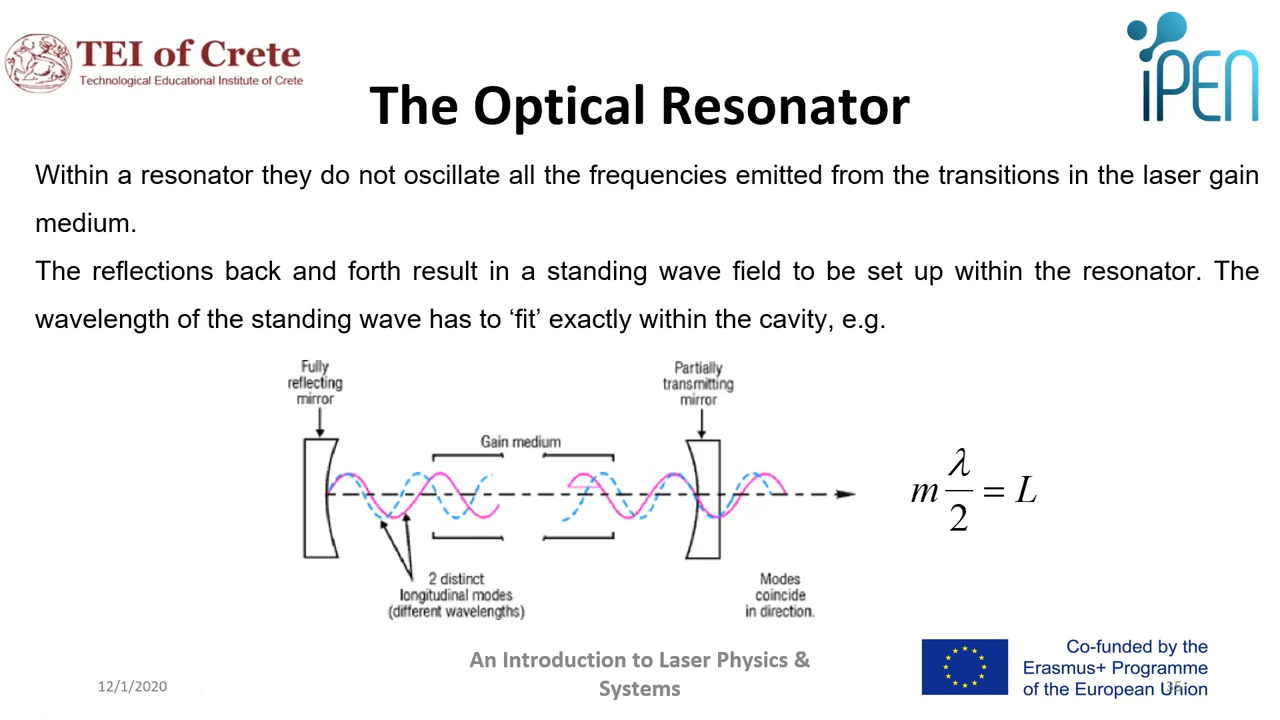 TEI of Crete
Technological Educational Institute of Crete
iPEN
The Optical Resonator
Within a resonator they do not oscillate all the frequencies emitted from the transitions in the laser gain
medium.
The reflections back and forth result in a standing wave field to be set up within the resonator. The
wavelength of the standing wave has to ‘fit’ exactly within the cavity, e.g.
Fully
reflecting
mirror
Partially
transmitting
mirror
Gain medium
m λ/2 = L
2 distinct
longitudinal modes
(different wavelengths)
Modes
coincide
in direction.
An Introduction to Laser Physics &
Systems
12/1/2020
Co-funded by the
Erasmus+ Programme
of the European Union
35